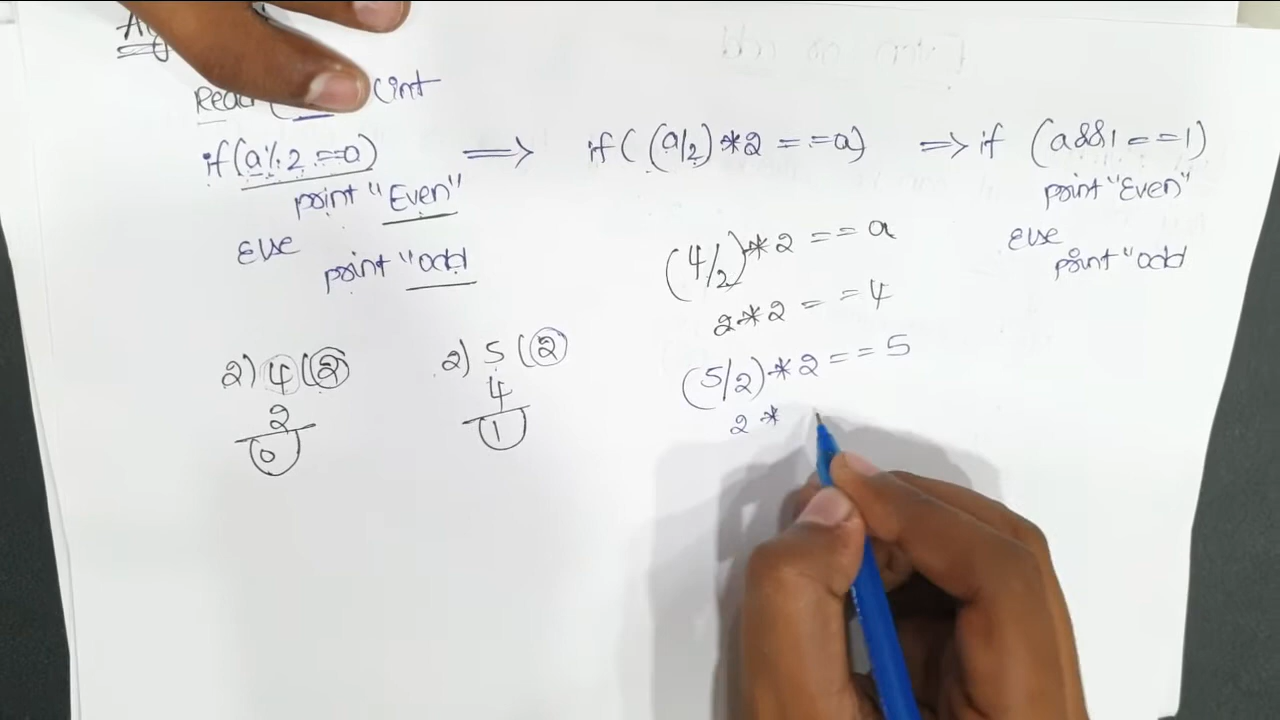 (int
if(a%2==a) => if((a/2)*2==a) => if (a&&1==1)
print "Even"
Else
print "odd
print "Even"
Else
print "odd
(4/2)*2==a
2*2==4
(5/2)*2==5
2*
2) 4 (2
2
0
2) 5 (2
4
1